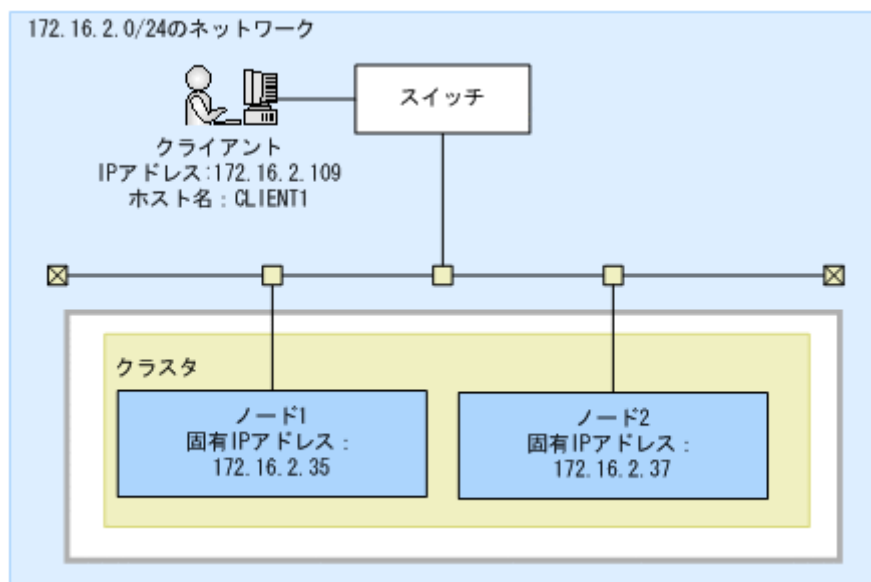 172.16.2.0/24のネットワーク
スイッチ
クライアント
IPアドレス:172.16.2.109
ホスト名：CLIENT1
クラスタ
ノード1
固有IPアドレス：
172.16.2.35
ノード2
固有IPアドレス：
172.16.2.37